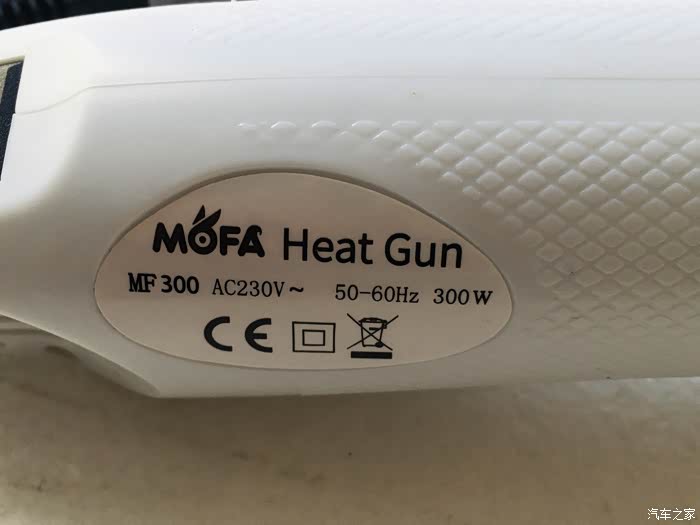 MOFA Heat Gun
MF300 AC230V~ 50-60Hz 300W
CE
汽车之家